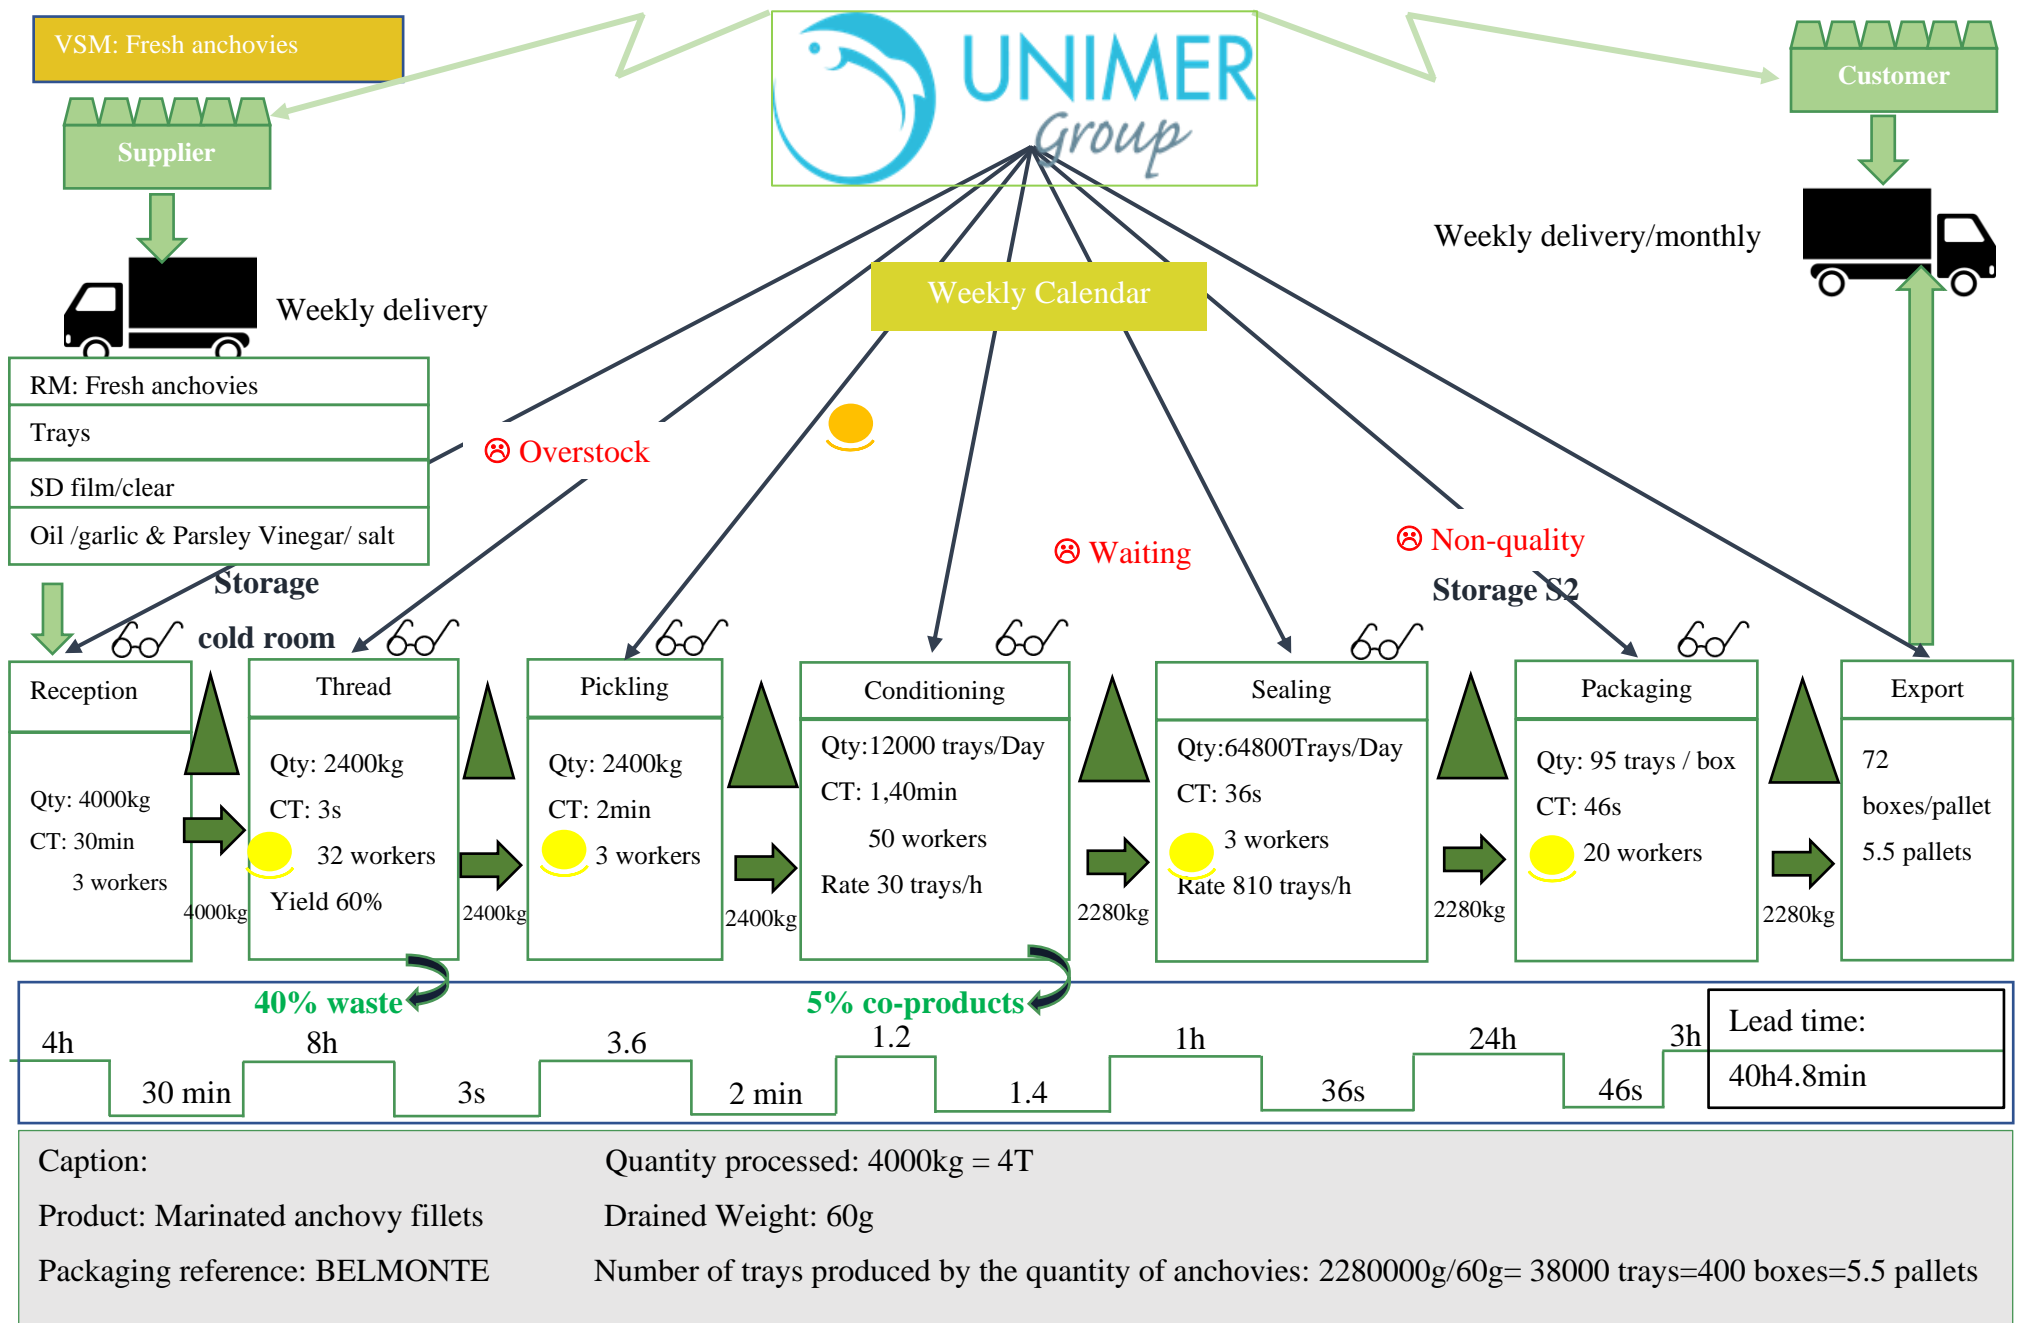 VSM: Fresh anchovies
UNIMER
Group
Customer
Supplier
Weekly delivery/monthly
Weekly Calendar
Weekly delivery
RM: Fresh anchovies
Trays
SD film/clear
Oil /garlic & Parsley Vinegar/ salt
Overstock
Waiting
Non-quality
Storage
cold room
Storage S2
Reception
Qty: 4000kg
CT: 30min
3 workers
4000kg
Thread
Qty: 2400kg
CT: 3s
32 workers
Yield 60%
2400kg
Pickling
Qty: 2400kg
CT: 2min
3 workers
2400kg
Conditioning
Qty:12000 trays/Day
CT: 1,40min
50 workers
Rate 30 trays/h
2280kg
Sealing
Qty:64800Trays/Day
CT: 36s
3 workers
Rate 810 trays/h
2280kg
Packaging
Qty: 95 trays / box
CT: 46s
20 workers
2280kg
Export
72
boxes/pallet
5.5 pallets
40% waste
5% co-products
4h
30 min
8h
3s
3.6
2 min
1.2
1.4
1h
36s
24h
46s
3h
Lead time:
40h4.8min
Caption:
Quantity processed: 4000kg = 4T
Product: Marinated anchovy fillets
Drained Weight: 60g
Packaging reference: BELMONTE
Number of trays produced by the quantity of anchovies: 2280000g/60g= 38000 trays=400 boxes=5.5 pallets